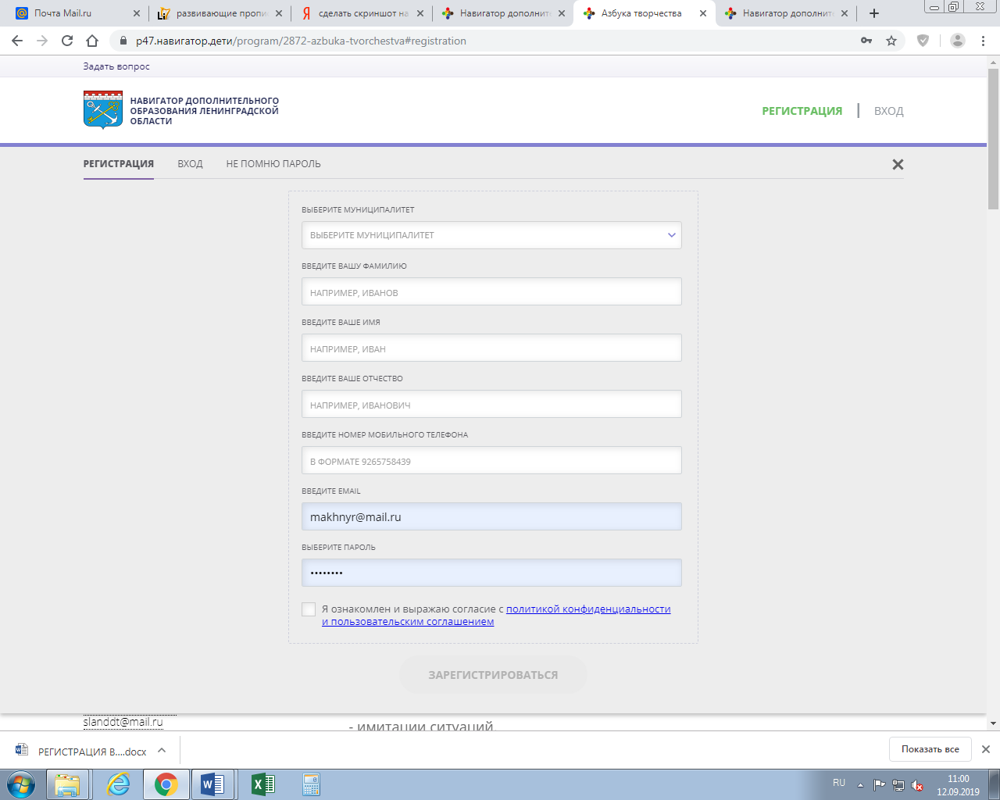 Почта Mail.ru
развивающие пропи
сделать скриншот на
Навигатор дополните
Азбука творчества
Навигатор дополните
p47.навигатор.дети/program/2872-azbuka-tvorchestva#registration
Задать вопрос
НАВИГАТОР ДОПОЛНИТЕЛЬНОГО
ОБРАЗОВАНИЯ ЛЕНИНГРАДСКОЙ
ОБЛАСТИ
РЕГИСТРАЦИЯ | ВХОД
РЕГИСТРАЦИЯ ВХОД НЕ ПОМНЮ ПАРОЛЬ
ВЫБЕРИТЕ МУНИЦИПАЛИТЕТ
ВЫБЕРИТЕ МУНИЦИПАЛИТЕТ
ВВЕДИТЕ ВАШУ ФАМИЛИЮ
НАПРИМЕР, ИВАНОВ
ВВЕДИТЕ ВАШЕ ИМЯ
НАПРИМЕР, ИВАН
ВВЕДИТЕ ВАШЕ ОТЧЕСТВО
НАПРИМЕР, ИВАНОВИЧ
ВВЕДИТЕ НОМЕР МОБИЛЬНОГО ТЕЛЕФОНА
В ФОРМАТЕ 9265758439
ВВЕДИТЕ EMAIL
makhnyr@mail.ru
ВЫБЕРИТЕ ПАРОЛЬ
••••••••
Я ознакомлен и выражаю согласие с политикой конфиденциальности
и пользовательским соглашением
ЗАРЕГИСТРИРОВАТЬСЯ
slanddt@mail.ru
- имитации ситуаций.
РЕГИСТРАЦИЯ В....docx
Показать все
RU
11:00
12.09.2019